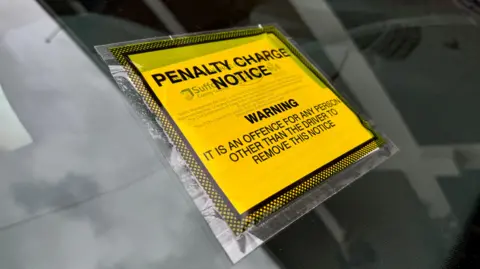 PENALTY CHARGE
NOTICE
WARNING
IT IS AN OFFENCE FOR ANY PERSON
OTHER THAN THE DRIVER TO
REMOVE THIS NOTICE